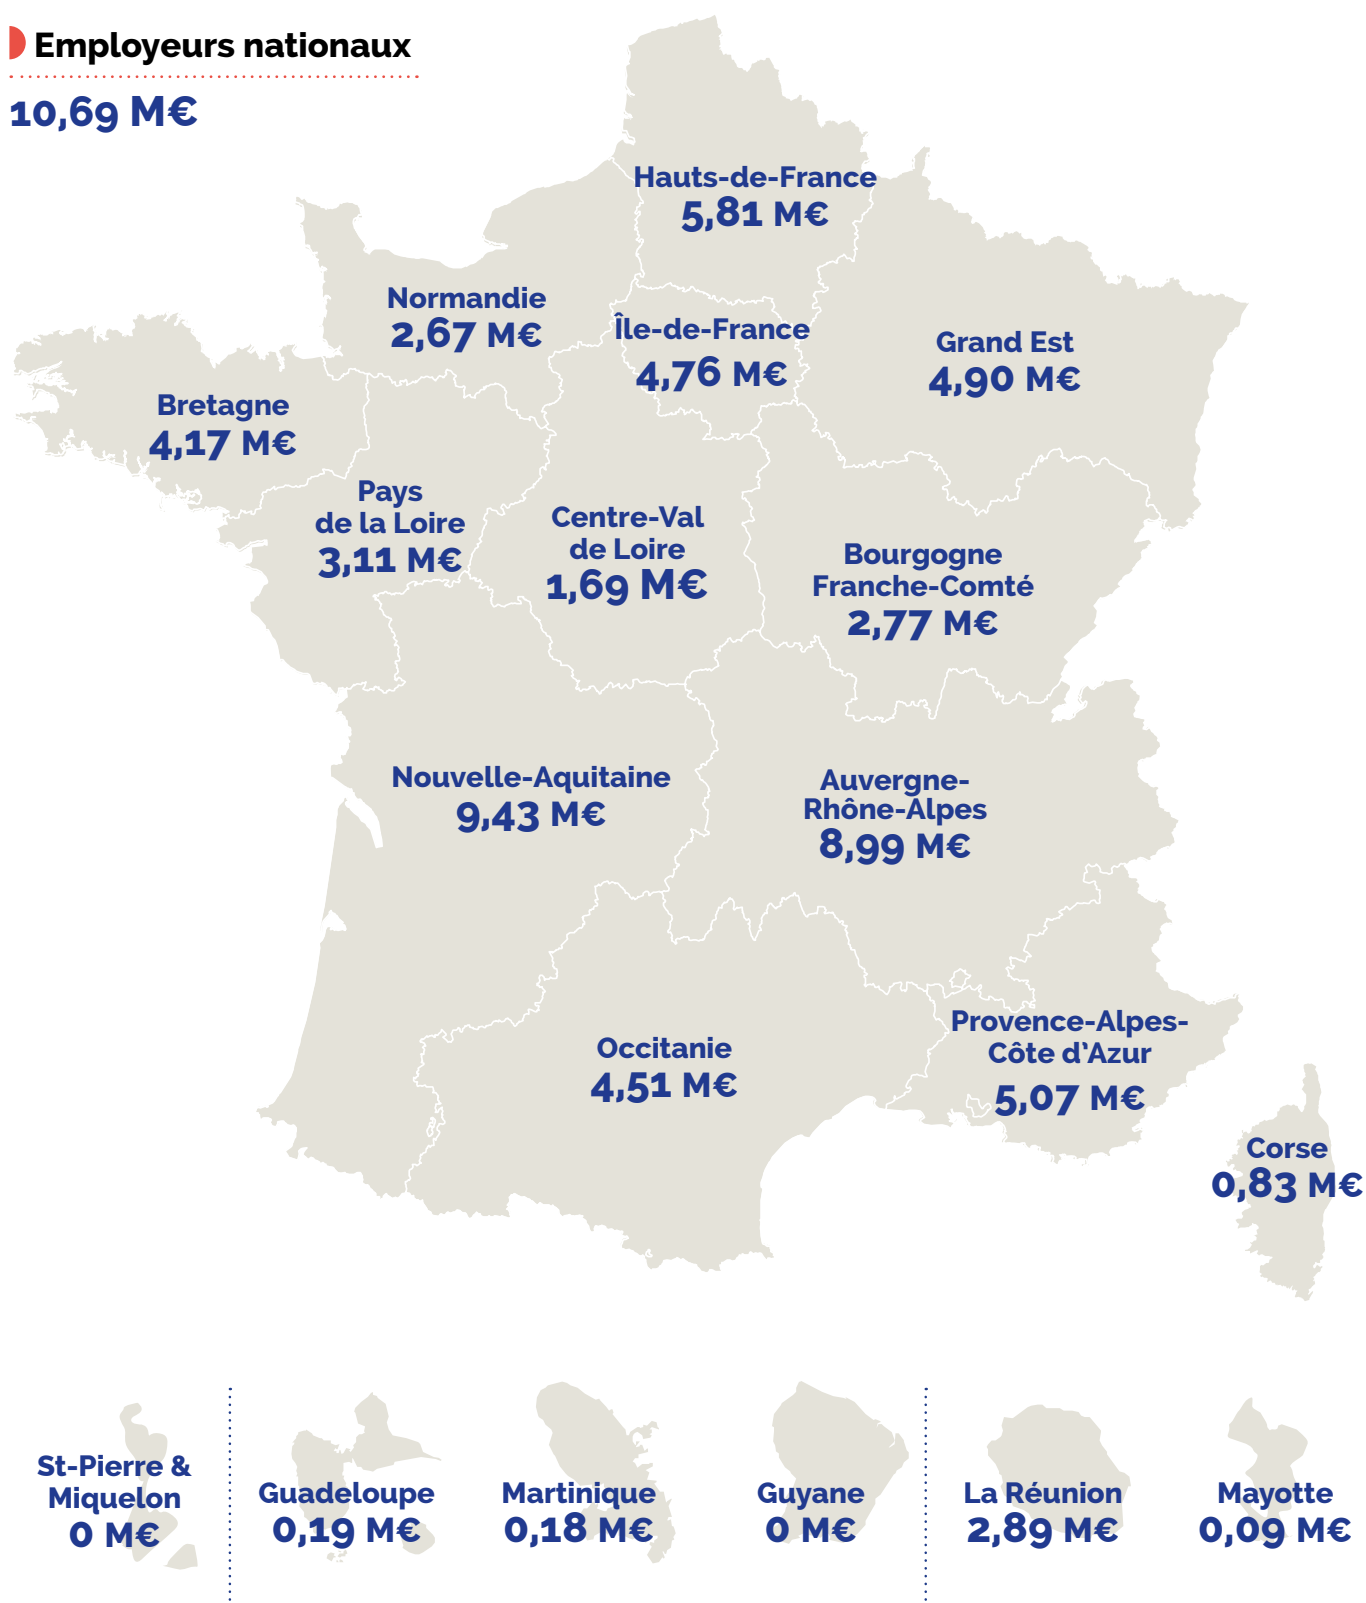 Employeurs nationaux
10,69 M€
Hauts-de-France
5,81 M€
Normandie
2,67 M€
Île-de-France
4,76 M€
Grand Est
4,90 M€
Bretagne
4,17 M€
Pays
de la Loire
3,11 M€
Centre-Val
de Loire
1,69 M€
Bourgogne
Franche-Comté
2,77 M€
Nouvelle-Aquitaine
9,43 M€
Auvergne-
Rhône-Alpes
8,99 M€
Occitanie
4,51 M€
Provence-Alpes-
Côte d’Azur
5,07 M€
Corse
0,83 M€
St-Pierre &
Miquelon
0 M€
Guadeloupe
0,19 M€
Martinique
0,18 M€
Guyane
0 M€
La Réunion
2,89 M€
Mayotte
0,09 M€